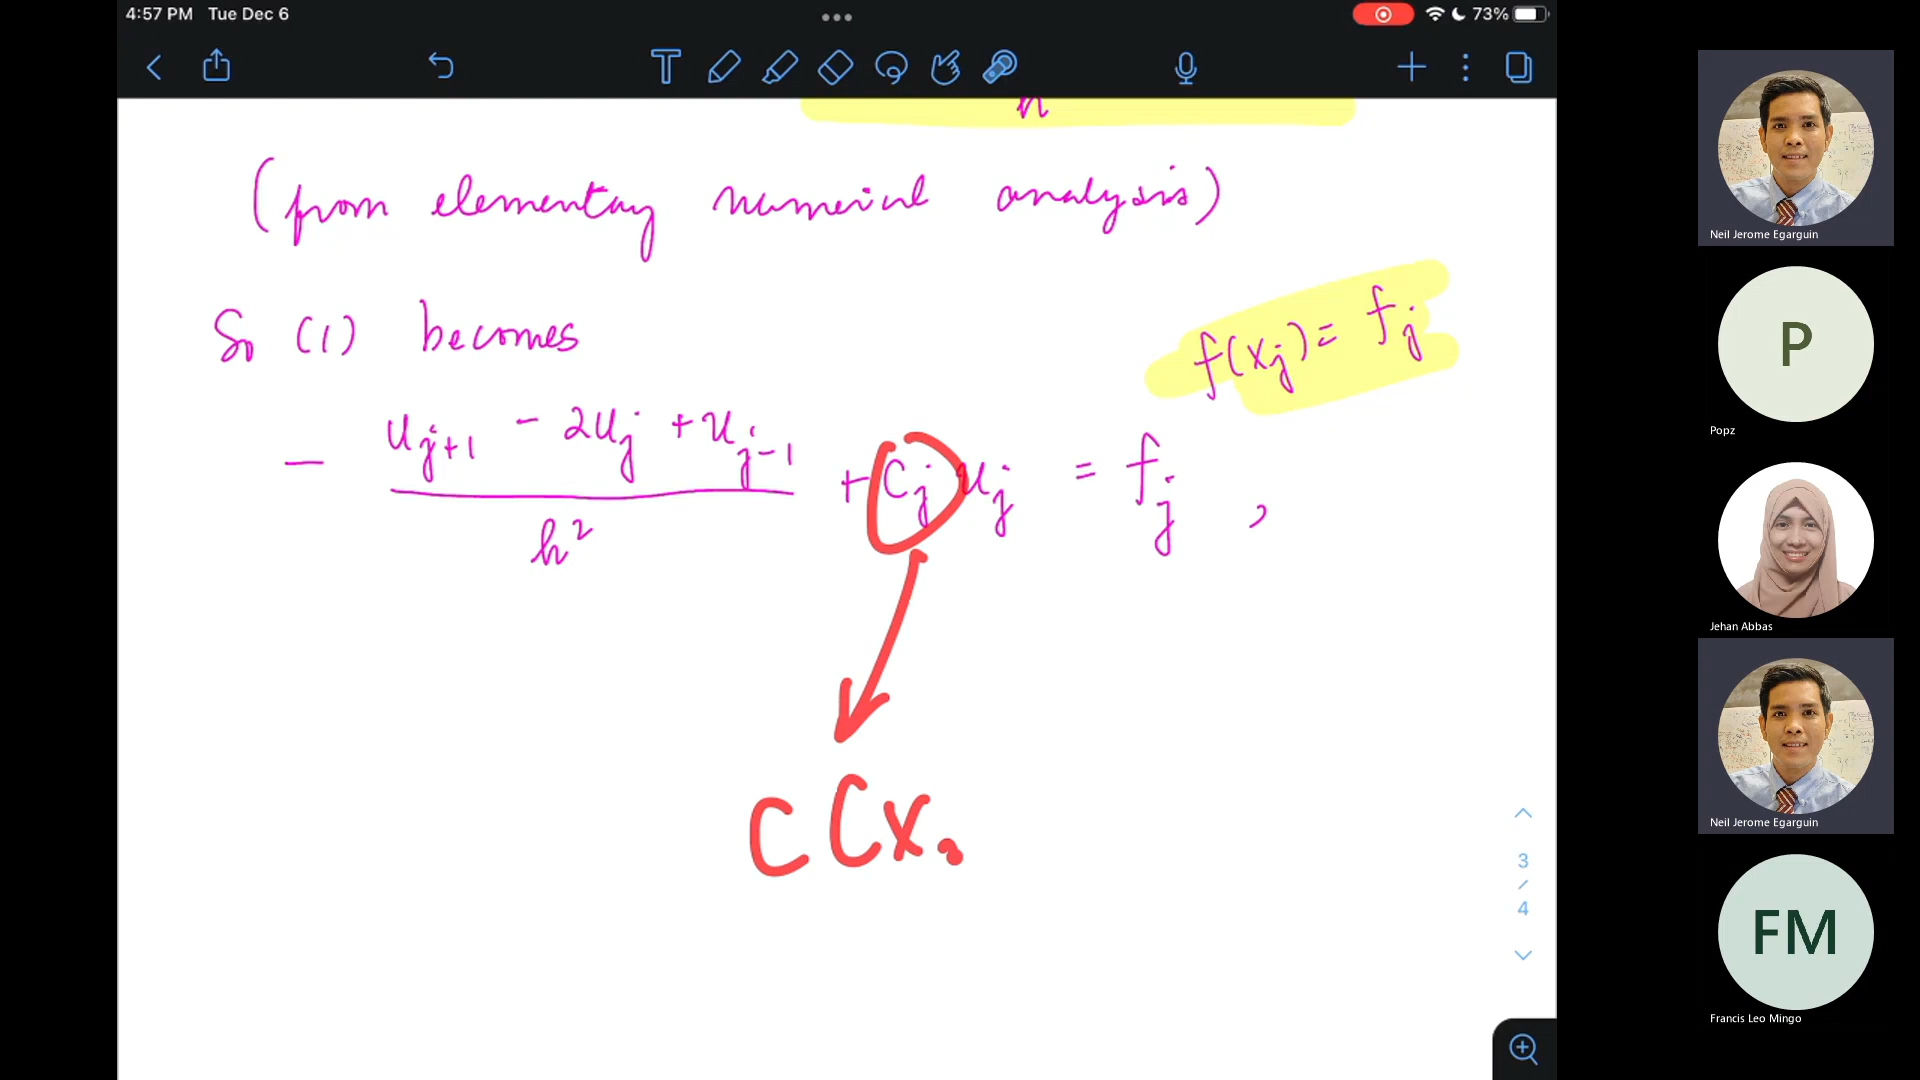 4:57 PM Tue Dec 6
73%
h
(from elementary numerical analysis)
So (1) becomes
f(xj) = fj
- (uj+1 - 2uj + uj-1) / h² + cj uj = fj ,
C(x
3
/
4
Neil Jerome Egarguin
P
Popz
Jehan Abbas
Neil Jerome Egarguin
FM
Francis Leo Mingo